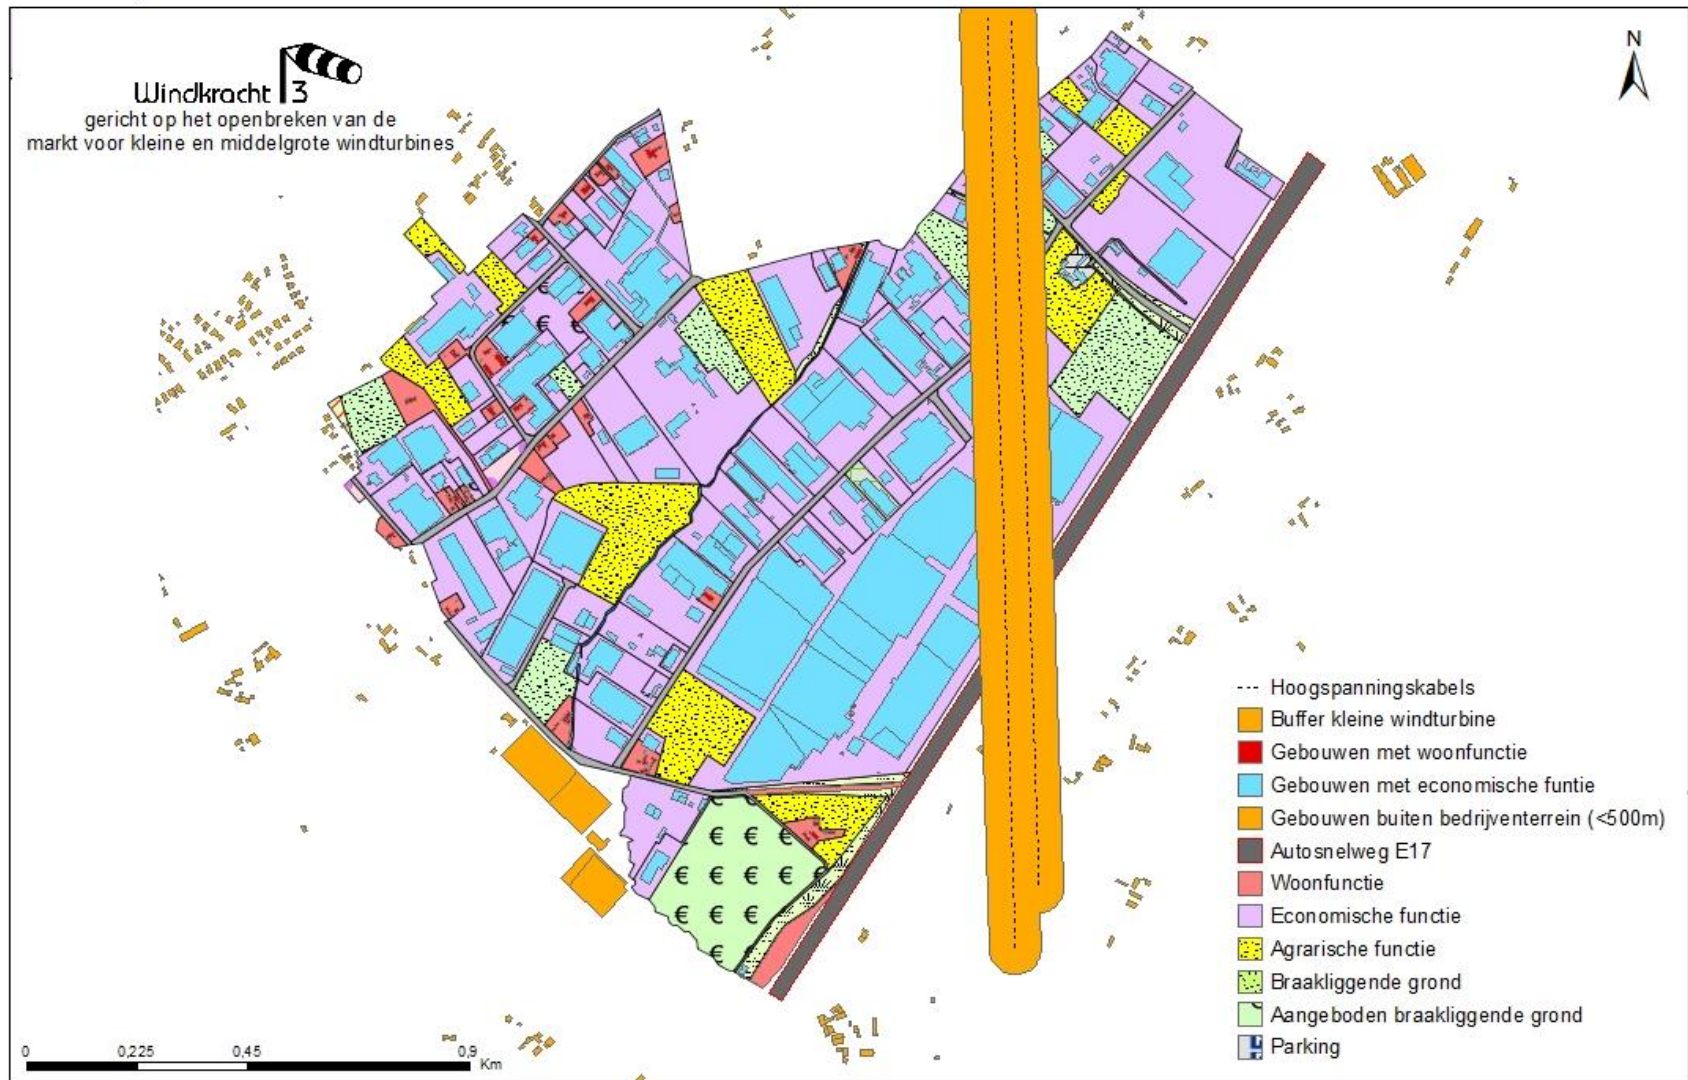 N
Windkracht 3
gericht op het openbreken van de
markt voor kleine en middelgrote windturbines
€ € €
€ € €
€ € € € €
€ € €
€
Hoogspanningskabels
Buffer kleine windturbine
Gebouwen met woonfunctie
Gebouwen met economische funtie
Gebouwen buiten bedrijventerrein (<500m)
Autosnelweg E17
Woonfunctie
Economische functie
Agrarische functie
Braakliggende grond
Aangeboden braakliggende grond
Parking
0 0,225 0,45 0,9
Km